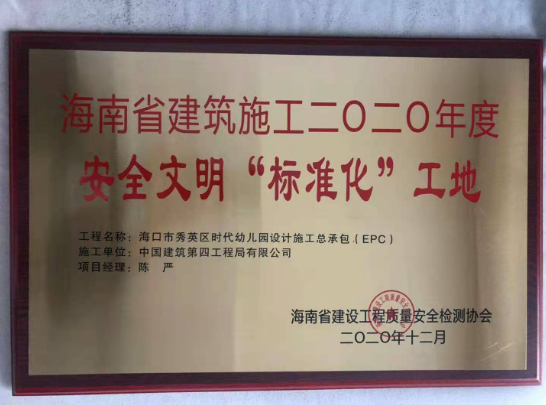 海南省建筑施工二〇二〇年度
安全文明“标准化”工地
工程名称：海口市秀英区时代幼儿园设计施工总承包（EPC）
施工单位：中国建筑第四工程局有限公司
项目经理：陈 严
海南省建设工程质量安全检测协会
二〇二〇年十二月